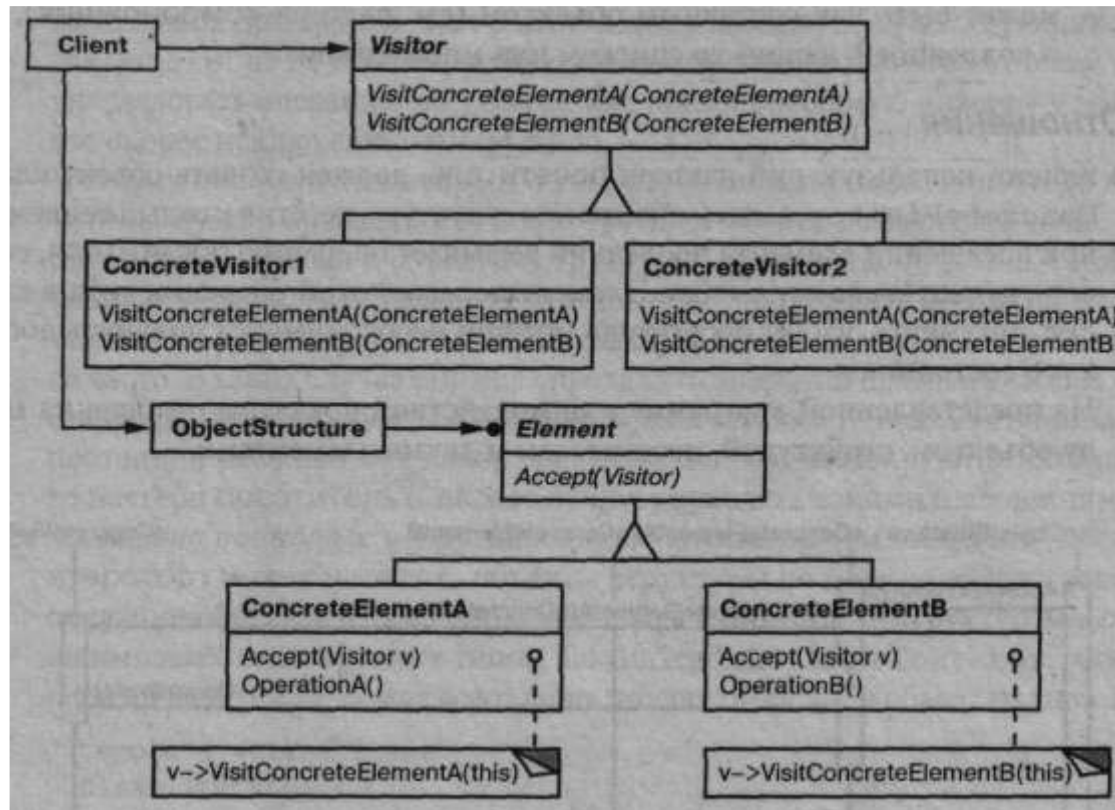 Client
Visitor
VisitConcreteElementA(ConcreteElementA)
VisitConcreteElementB(ConcreteElementB)
ConcreteVisitor1
VisitConcreteElementA(ConcreteElementA)
VisitConcreteElementB(ConcreteElementB)
ConcreteVisitor2
VisitConcreteElementA(ConcreteElementA)
VisitConcreteElementB(ConcreteElementB
ObjectStructure
Element
Accept(Visitor)
ConcreteElementA
Accept(Visitor v)
OperationA()
v->VisitConcreteElementA(this)
ConcreteElementB
Accept(Visitor v)
OperationB()
v->VisitConcreteElementB(this)